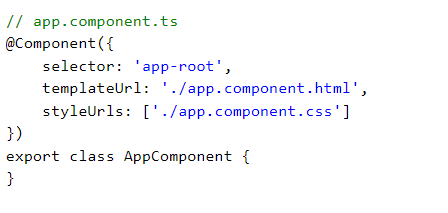 // app.component.ts
@Component({
    selector: 'app-root',
    templateUrl: './app.component.html',
    styleUrls: ['./app.component.css']
})
export class AppComponent {
}